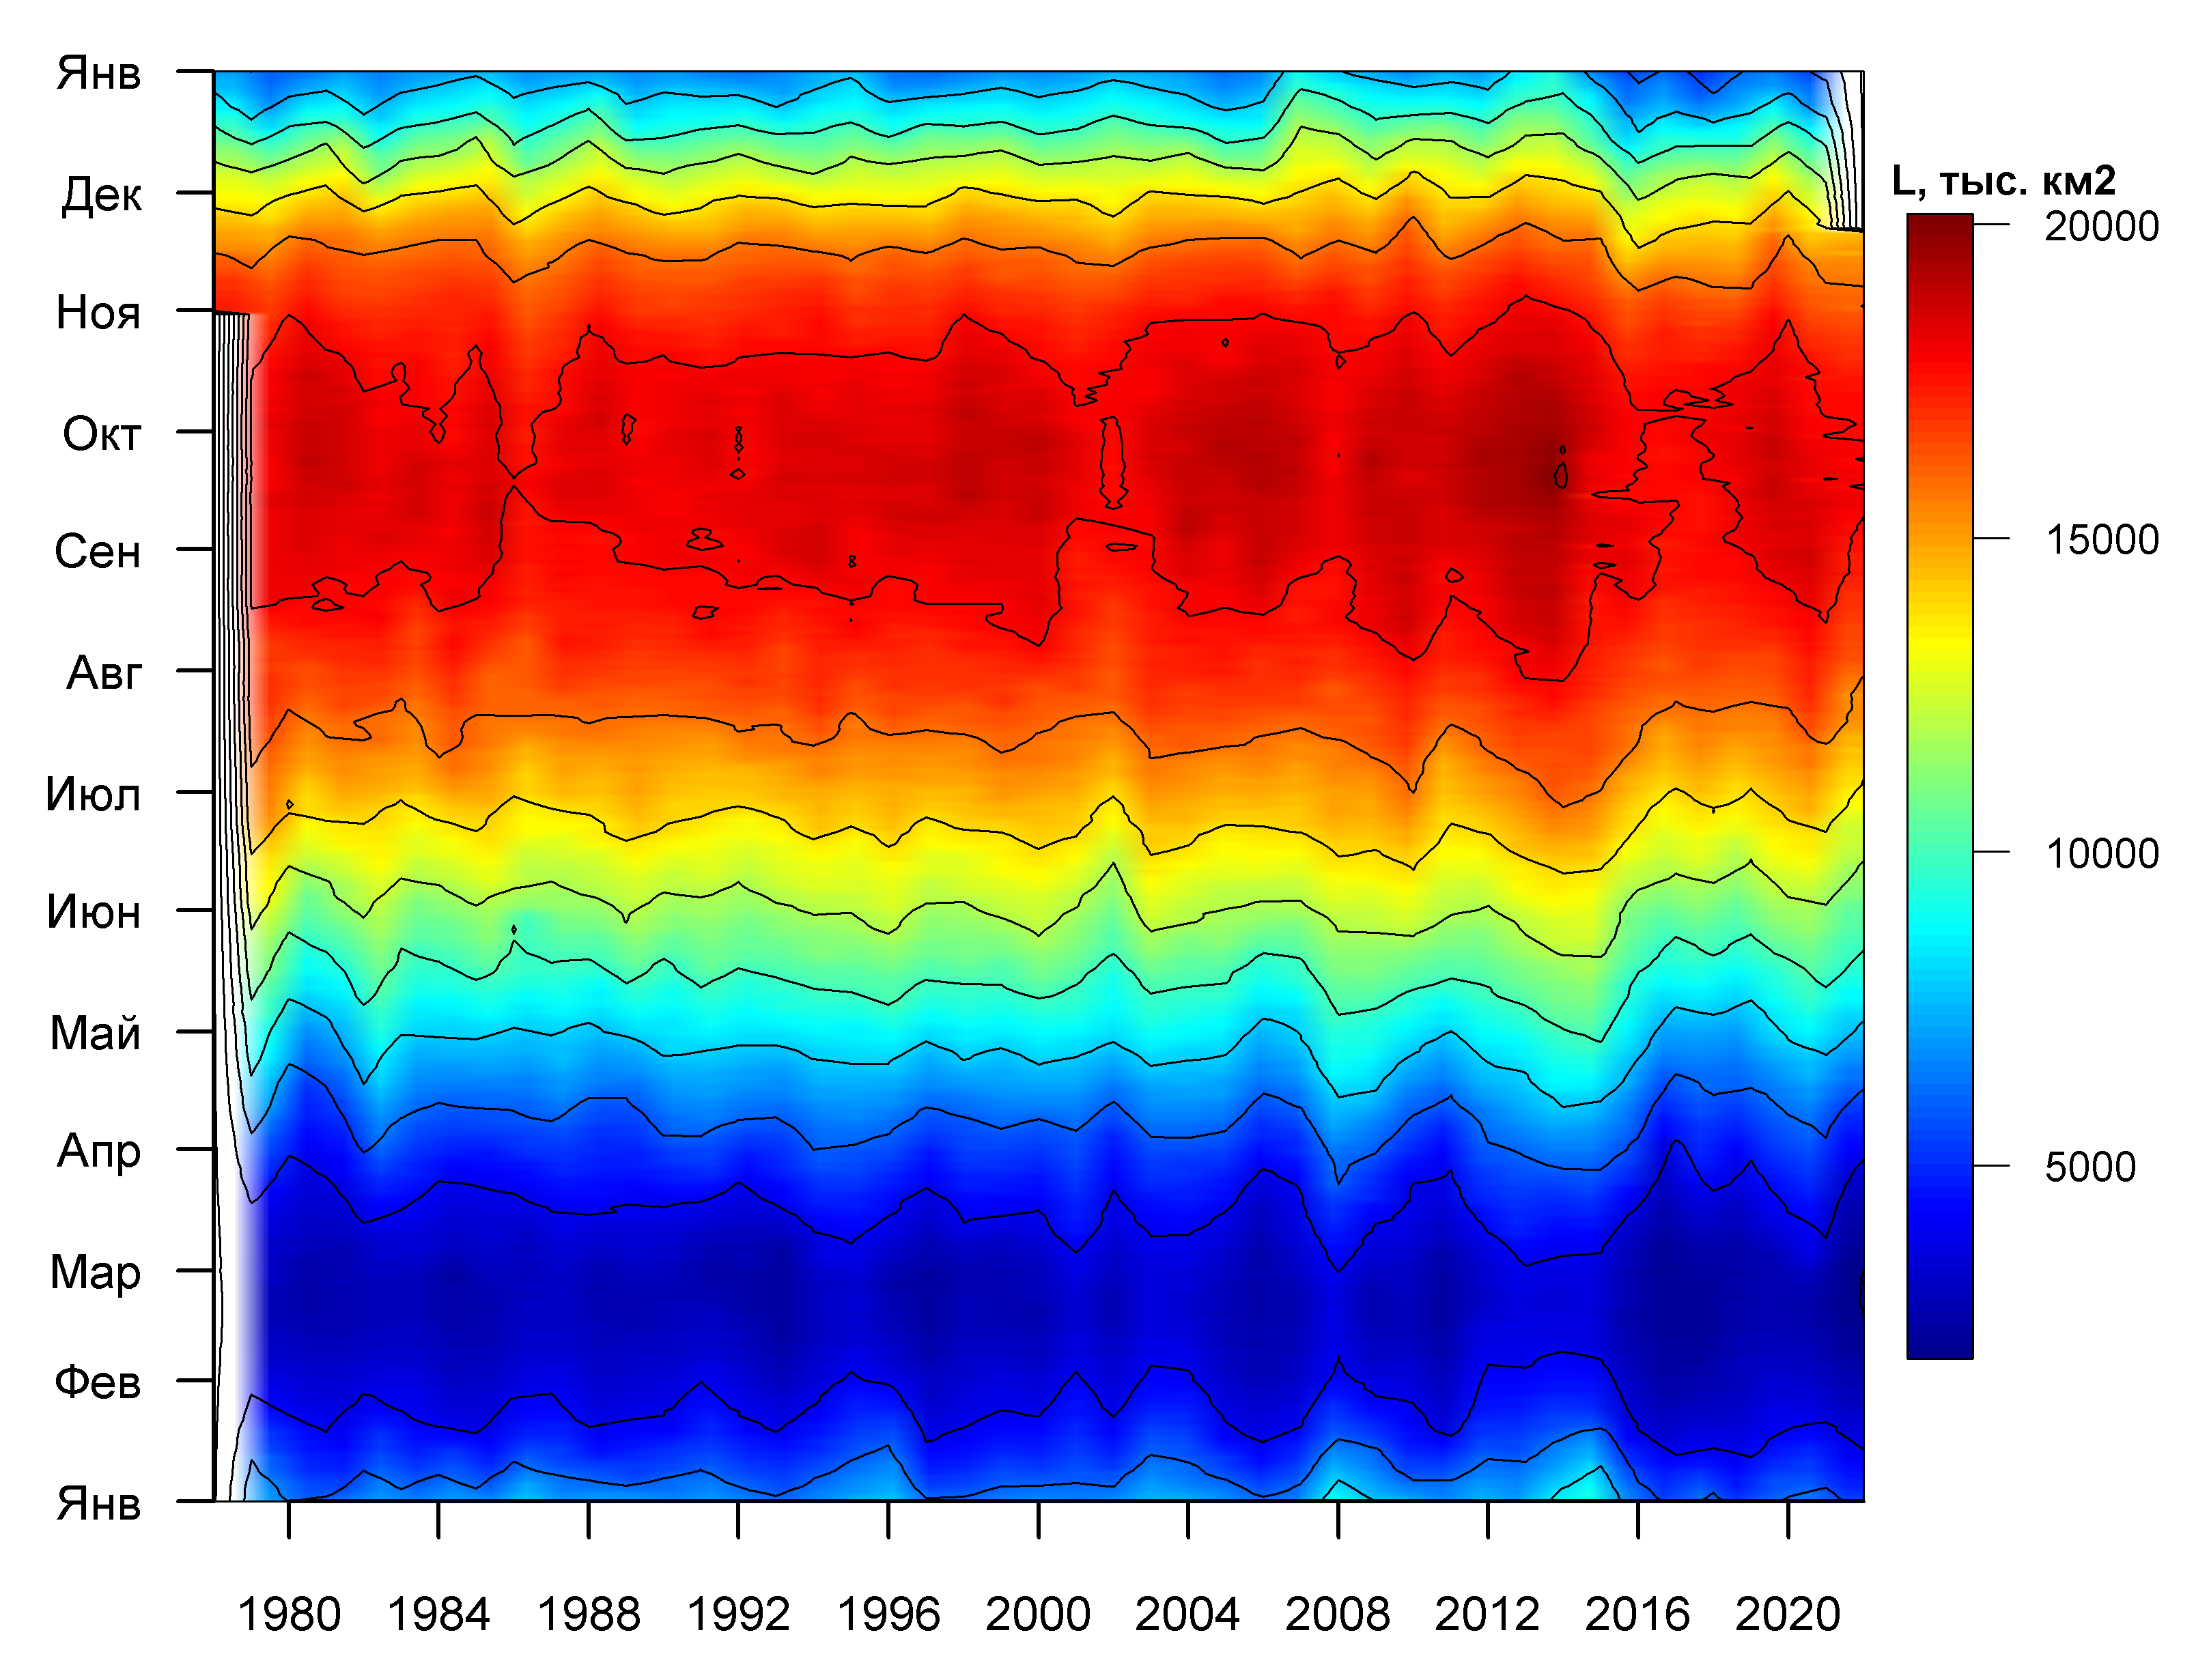 Янв
Дек
Ноя
Окт
Сен
Авг
Июл
Июн
Май
Апр
Мар
Фев
Янв
1980 1984 1988 1992 1996 2000 2004 2008 2012 2016 2020
L, тыс. км2
20000
15000
10000
5000